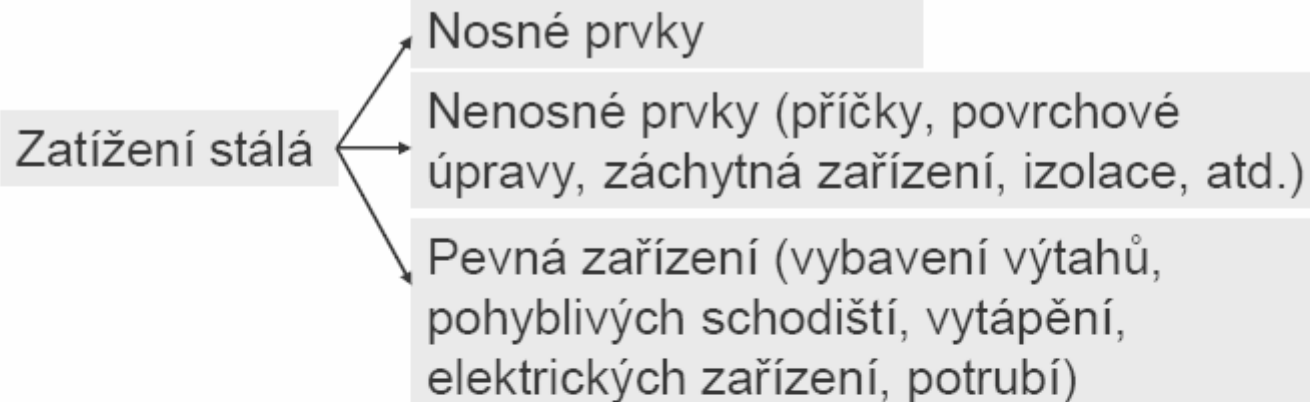 Nosné prvky
Zatížení stálá
Nenosné prvky (příčky, povrchové
úpravy, záchytná zařízení, izolace, atd.)
Pevná zařízení (vybavení výtahů,
pohyblivých schodiští, vytápění,
elektrických zařízení, potrubí)